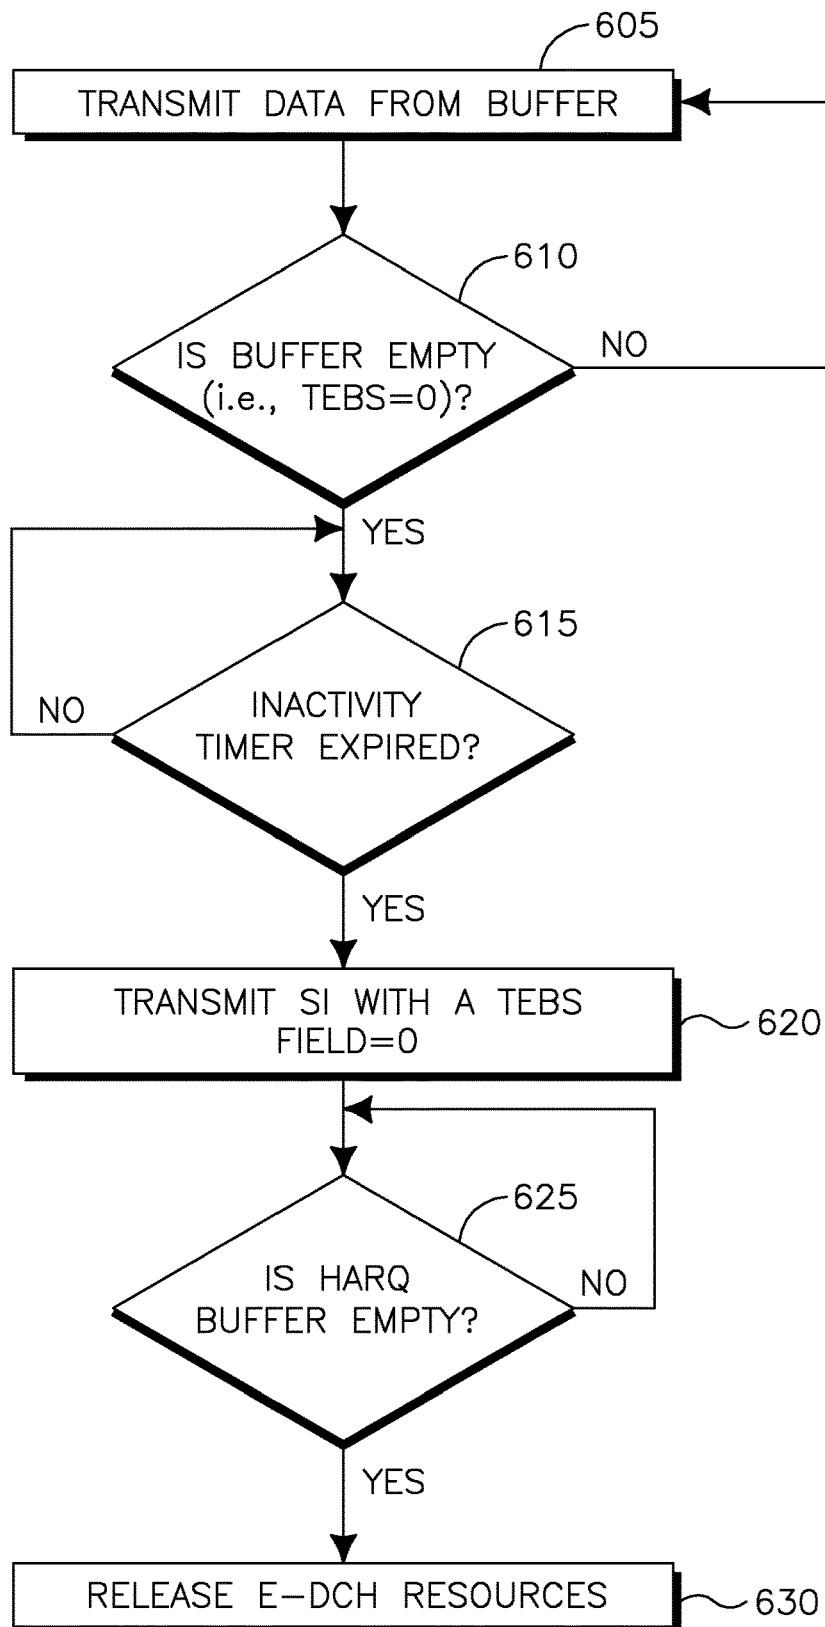 605
TRANSMIT DATA FROM BUFFER
610
IS BUFFER EMPTY
(i.e., TEBS=0)?
NO
YES
615
INACTIVITY
TIMER EXPIRED?
NO
YES
TRANSMIT SI WITH A TEBS
FIELD=0
620
625
IS HARQ
BUFFER EMPTY?
NO
YES
RELEASE E-DCH RESOURCES
630